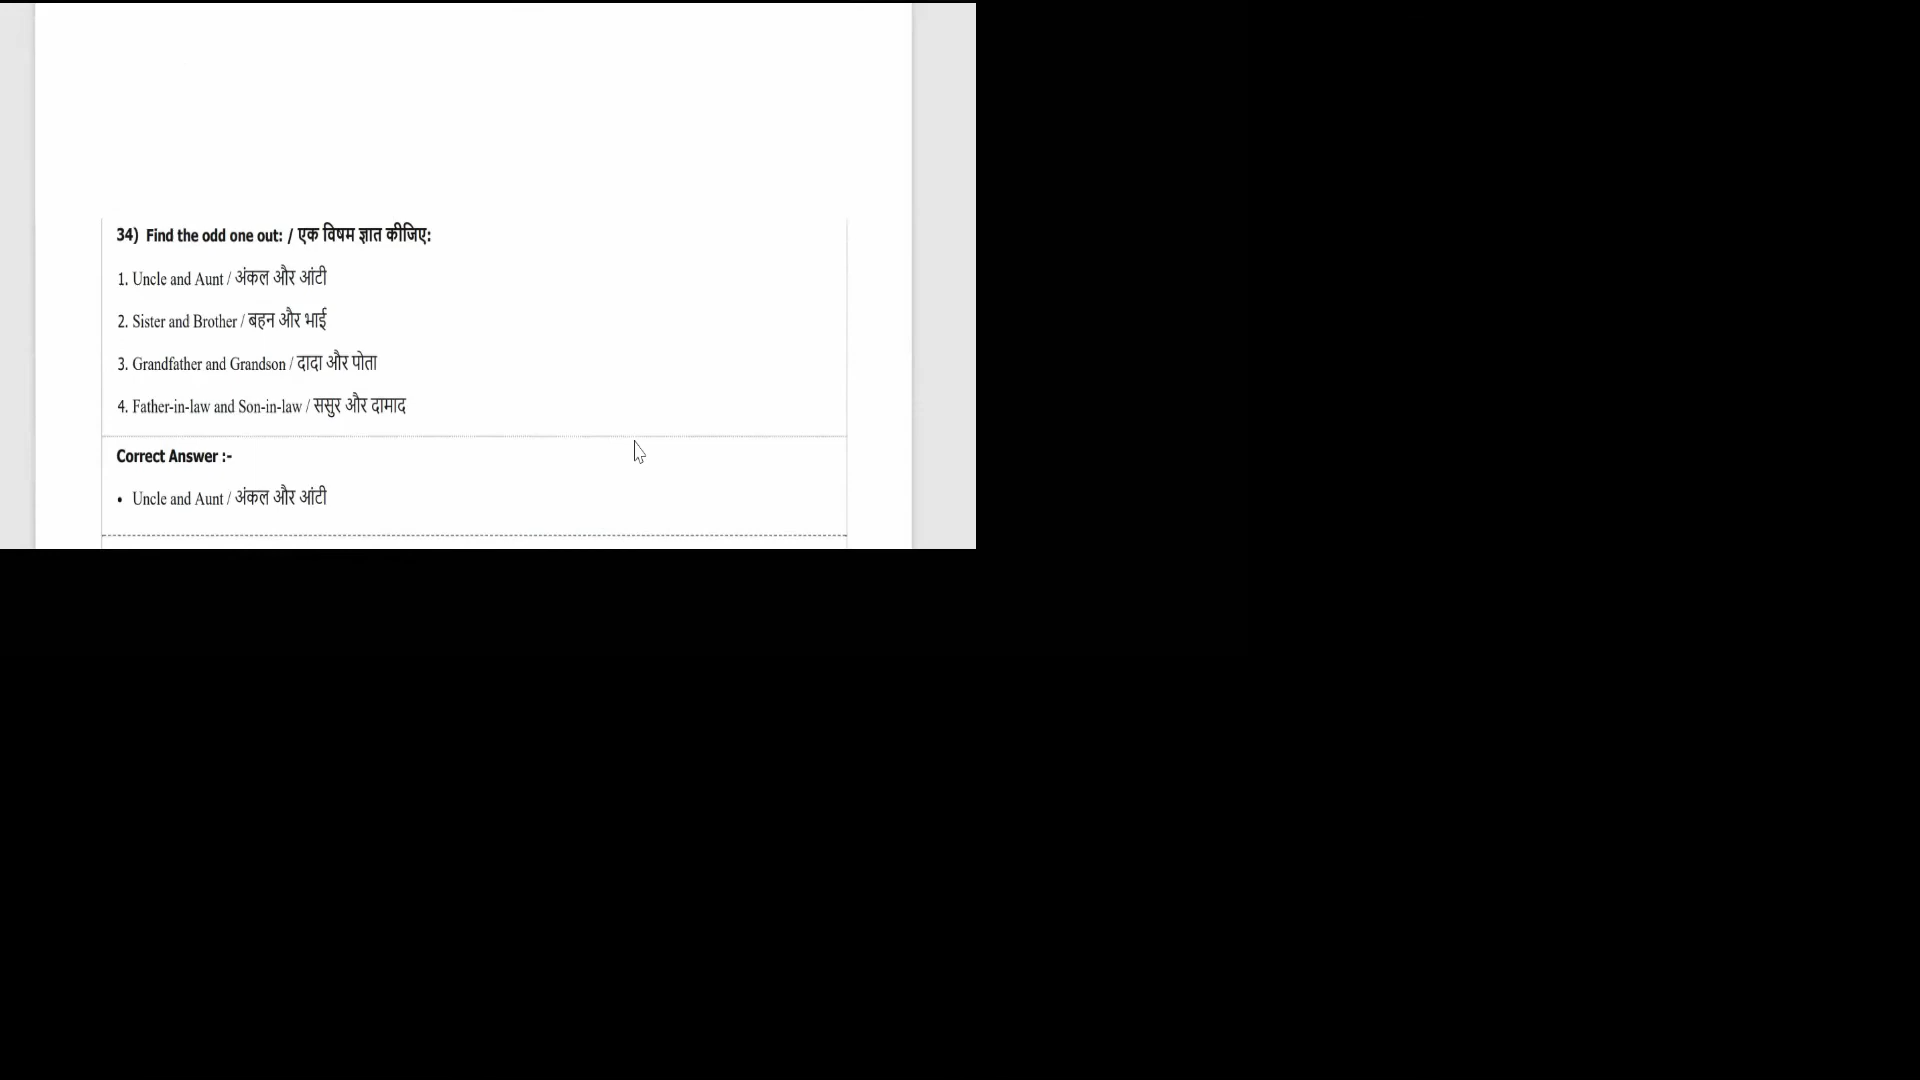 34) Find the odd one out: / एक विषम ज्ञात कीजिए:
1. Uncle and Aunt / अंकल और आंटी
2. Sister and Brother / बहन और भाई
3. Grandfather and Grandson / दादा और पोता
4. Father-in-law and Son-in-law / ससुर और दामाद
Correct Answer :-
• Uncle and Aunt / अंकल और आंटी